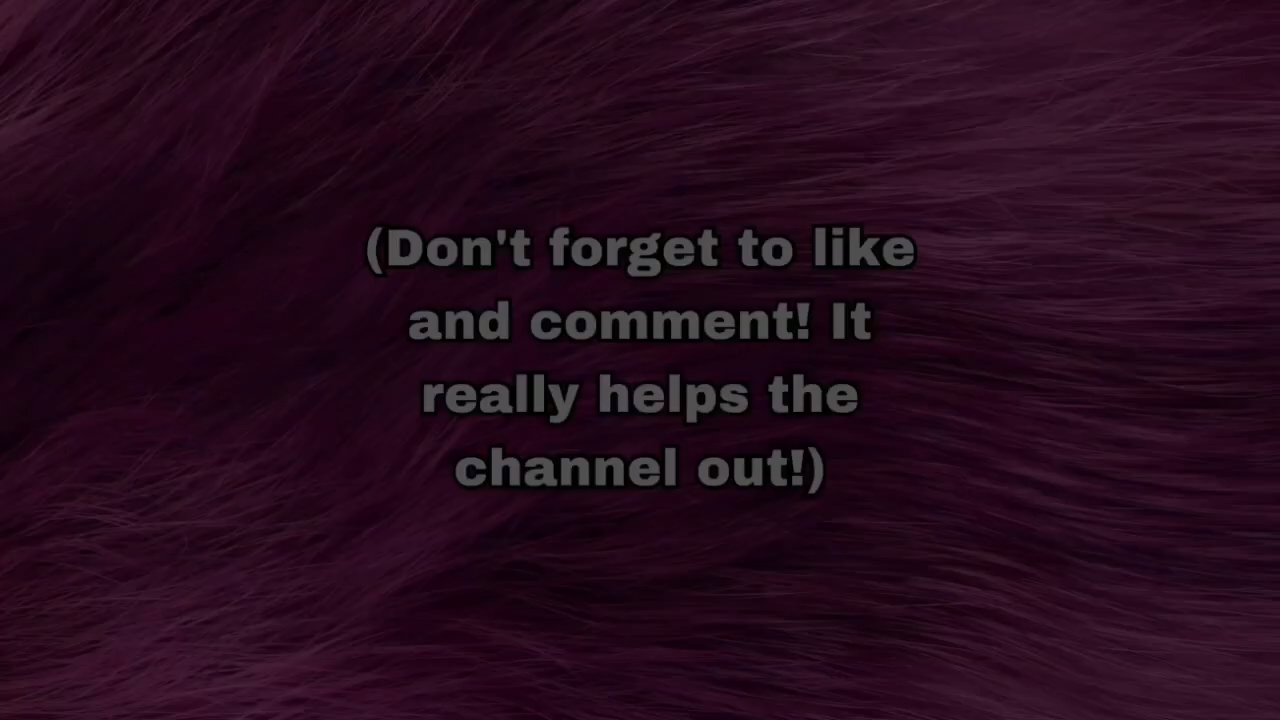 (Don't forget to like
and comment! It
really helps the
channel out!)